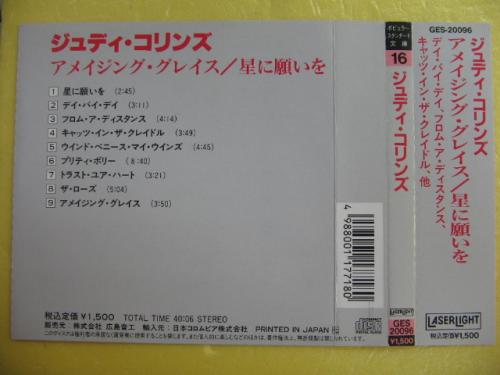 ジュディ・コリンズ
アメイジング・グレイス／星に願いを
1 星に願いを (2:45)
2 デイ・バイ・デイ (3:11)
3 フロム・ア・ディスタンス (4:14)
4 キャッツ・イン・ザ・クレイドル (3:49)
5 ウインド・ベニース・マイ・ウインズ (4:45)
6 プリティ・ポリー (8:40)
7 トラスト・ユア・ハート (3:21)
8 ザ・ローズ (5:04)
9 アメイジング・グレイス (3:50)
税込定価¥1,500 TOTAL TIME 40:06 STEREO
販売元：株式会社 広島音工 輸入元：日本コロムビア株式会社 PRINTED IN JAPAN
4 988001 177180
COMPACT
disc
DIGITAL AUDIO
ポピュラー
スタンダード
文庫
16
ジュディ・コリンズ
GES
20096
¥1,500
GES-20096
ジュディ・コリンズ
アメイジング・グレイス／星に願いを
デイ・バイ・デイ、フロム・ア・ディスタンス、
キャッツ・イン・ザ・クレイドル、他
LASERLIGHT
税込定価¥1,500